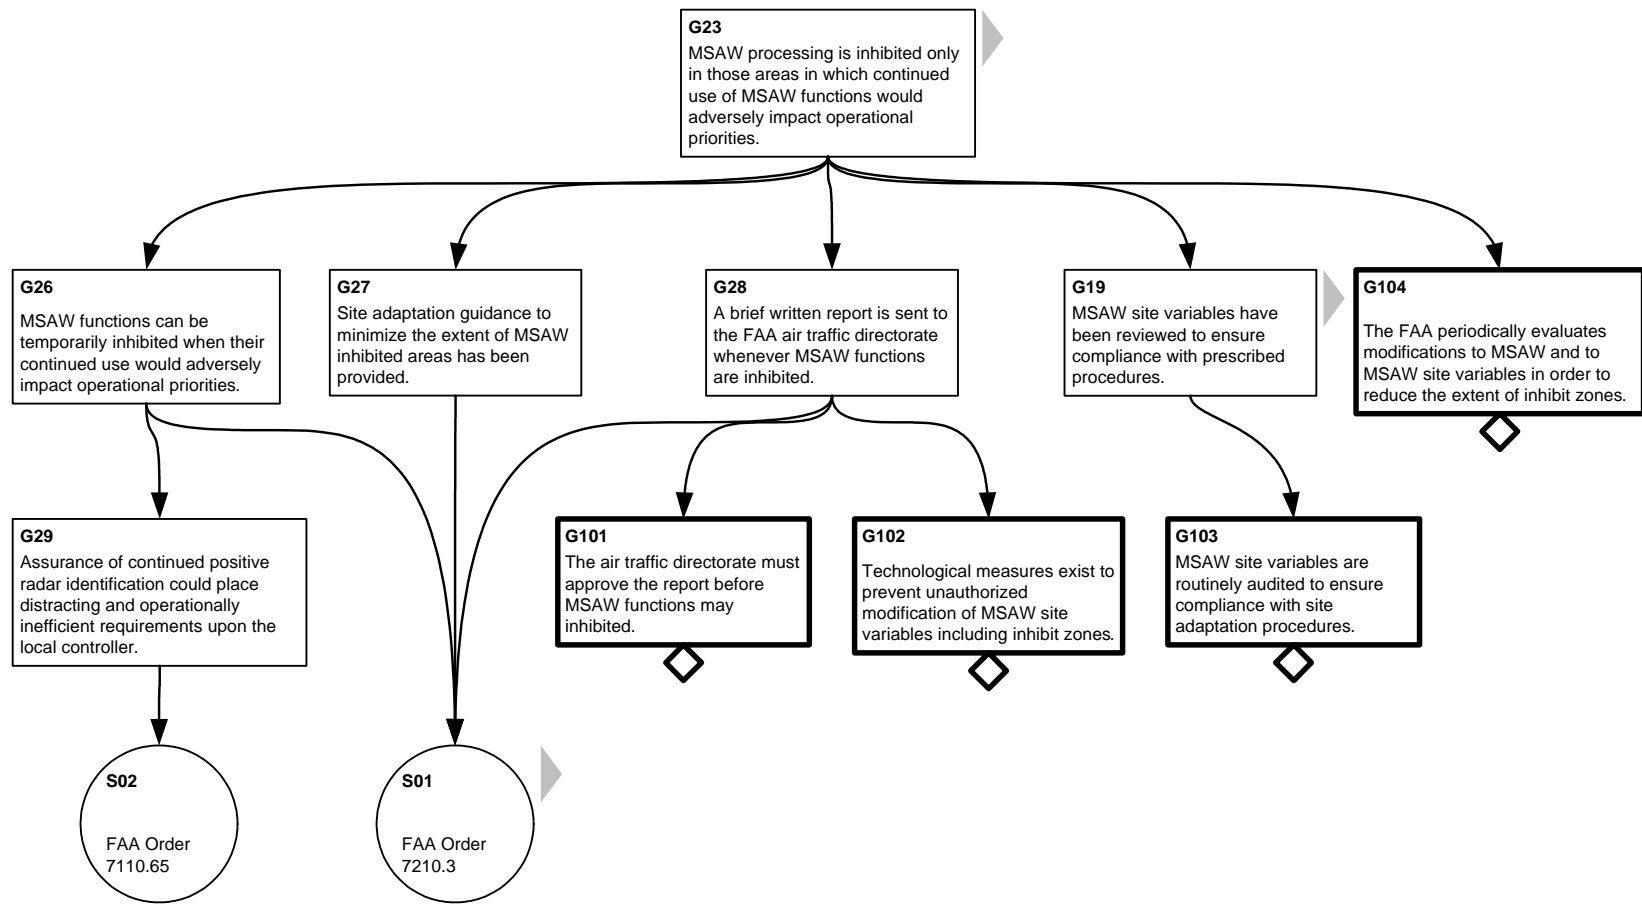 G23
MSAW processing is inhibited only
in those areas in which continued
use of MSAW functions would
adversely impact operational
priorities.
G26
MSAW functions can be
temporarily inhibited when their
continued use would adversely
impact operational priorities.
G27
Site adaptation guidance to
minimize the extent of MSAW
inhibited areas has been
provided.
G28
A brief written report is sent to
the FAA air traffic directorate
whenever MSAW functions
are inhibited.
G19
MSAW site variables have
been reviewed to ensure
compliance with prescribed
procedures.
G104
The FAA periodically evaluates
modifications to MSAW and to
MSAW site variables in order to
reduce the extent of inhibit zones.
G29
Assurance of continued positive
radar identification could place
distracting and operationally
inefficient requirements upon the
local controller.
G101
The air traffic directorate must
approve the report before
MSAW functions may
inhibited.
G102
Technological measures exist to
prevent unauthorized
modification of MSAW site
variables including inhibit zones.
G103
MSAW site variables are
routinely audited to ensure
compliance with site
adaptation procedures.
S02
FAA Order
7110.65
S01
FAA Order
7210.3